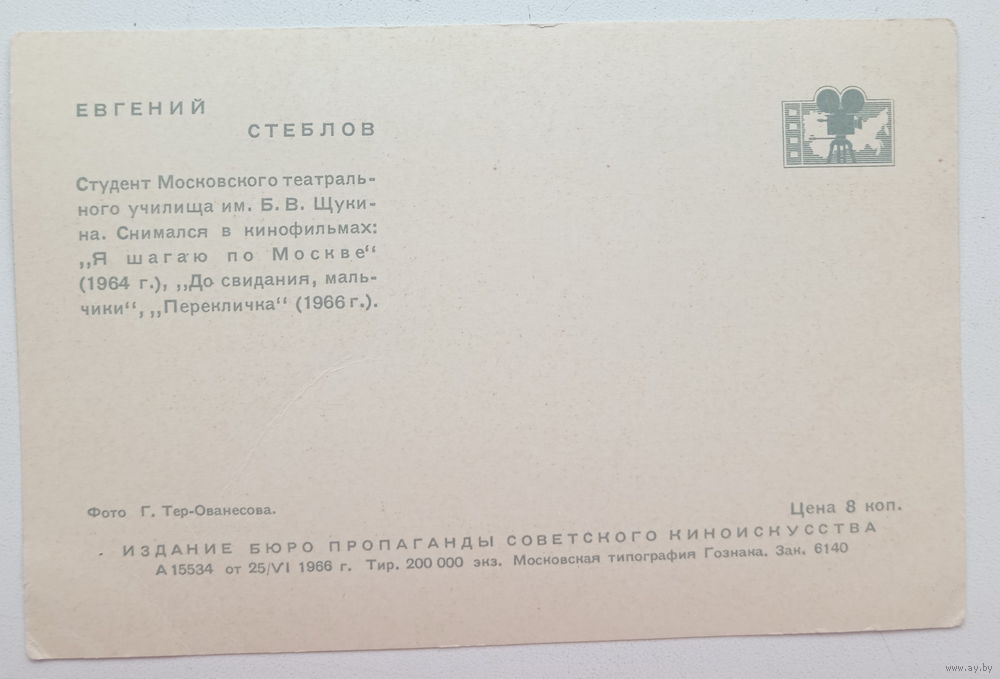 ЕВГЕНИЙ
СТЕБЛОВ
Студент Московского театраль-
ного училища им. Б. В. Щуки-
на. Снимался в кинофильмах:
„Я шагаю по Москве“
(1964 г.), „До свидания, маль-
чики“, „Перекличка“ (1966 г.).
Фото Г. Тер-Ованесова.
Цена 8 коп.
ИЗДАНИЕ БЮРО ПРОПАГАНДЫ СОВЕТСКОГО КИНОИСКУССТВА
А 15534 от 25/VI 1966 г. Тир. 200 000 экз. Московская типография Гознака. Зак. 6140
www.ay.by